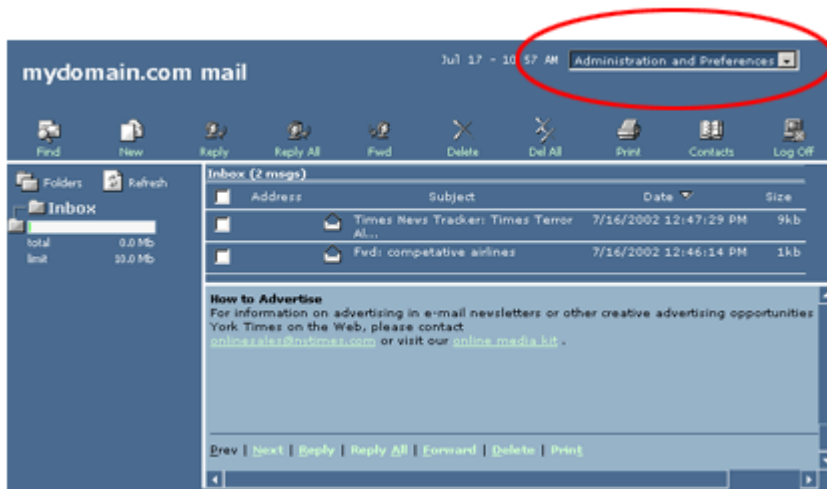 Jul 17 - 10:57 AM Administration and Preferences
mydomain.com mail
Find New Reply Reply All Fwd Delete Del All Print Contacts Log Off
Folders Refresh
Inbox
total 0.0 Mb
limit 10.0 Mb
Inbox (2 msgs)
Address Subject Date Size
Times News Tracker: Times Terror 7/16/2002 12:47:29 PM 9kb
Al...
Fwd: competative airlines 7/16/2002 12:46:14 PM 1kb
How to Advertise
For information on advertising in e-mail newsletters or other creative advertising opportunities
York Times on the Web, please contact
onlinesales@nytimes.com or visit our online media kit .
Prev | Next | Reply | Reply All | Forward | Delete | Print